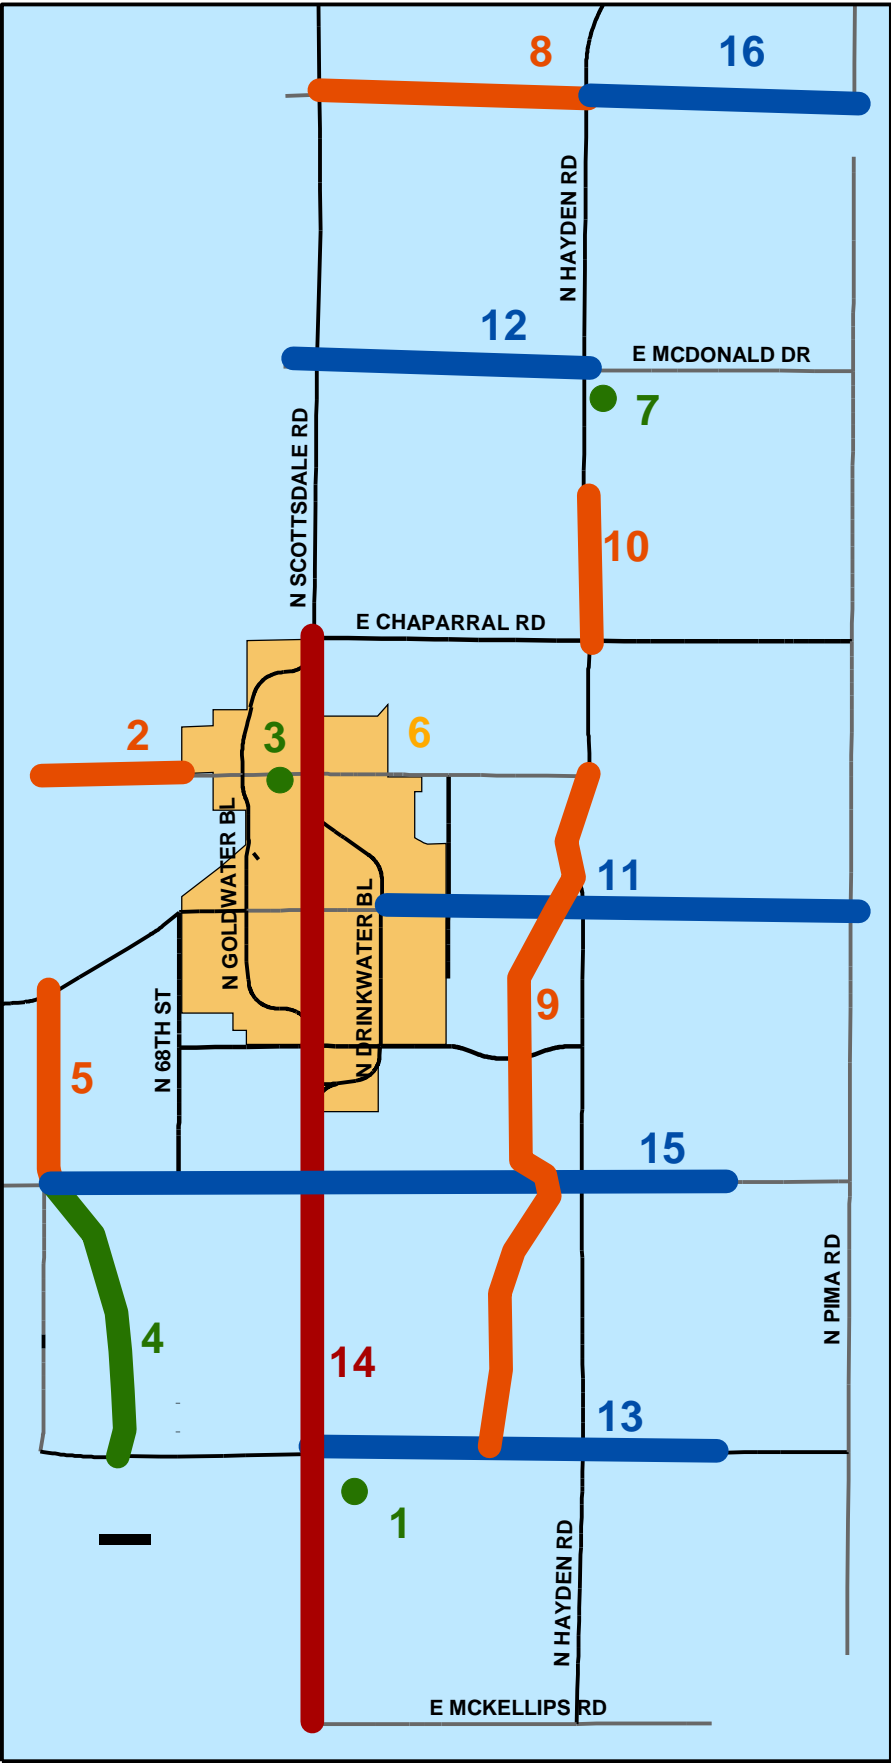 8
16
N HAYDEN RD
12
E MCDONALD DR
7
N SCOTTSDALE RD
10
E CHAPARRAL RD
2
3
6
N GOLDWATER BL
11
N DRINKWATER BL
9
N 68TH ST
5
15
N PIMA RD
4
14
13
1
N HAYDEN RD
E MCKELLIPS RD